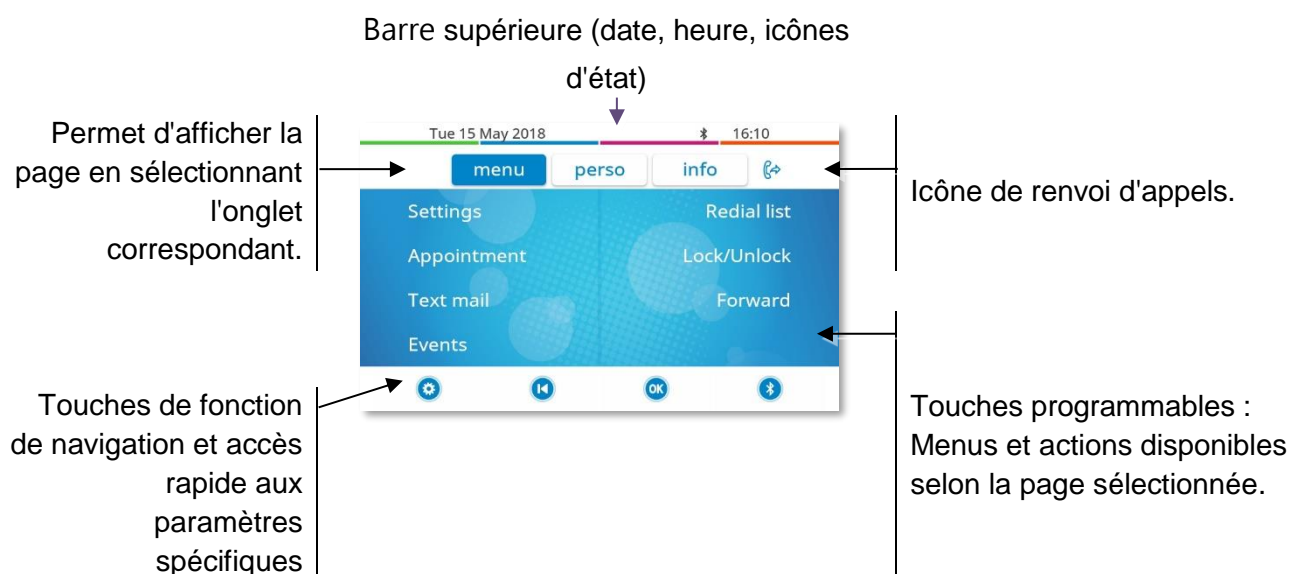 Barre supérieure (date, heure, icônes
d'état)
Permet d'afficher la
page en sélectionnant
l'onglet
correspondant.
Tue 15 May 2018 16:10
menu perso info
Settings Redial list
Appointment Lock/Unlock
Text mail Forward
Events
OK
Icône de renvoi d'appels.
Touches de fonction
de navigation et accès
rapide aux
paramètres
spécifiques
Touches programmables :
Menus et actions disponibles
selon la page sélectionnée.